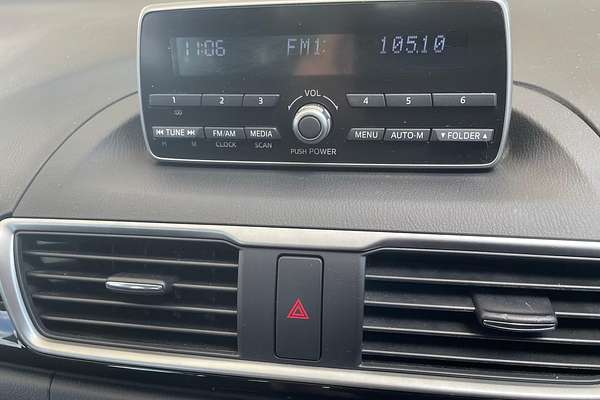 11:06 FM1: 105.10
VOL
1 2 3 4 5 6
:00
⏮ TUNE ⏭ FM/AM MEDIA MENU AUTO-M ▼ FOLDER ▲
H M CLOCK SCAN PUSH POWER